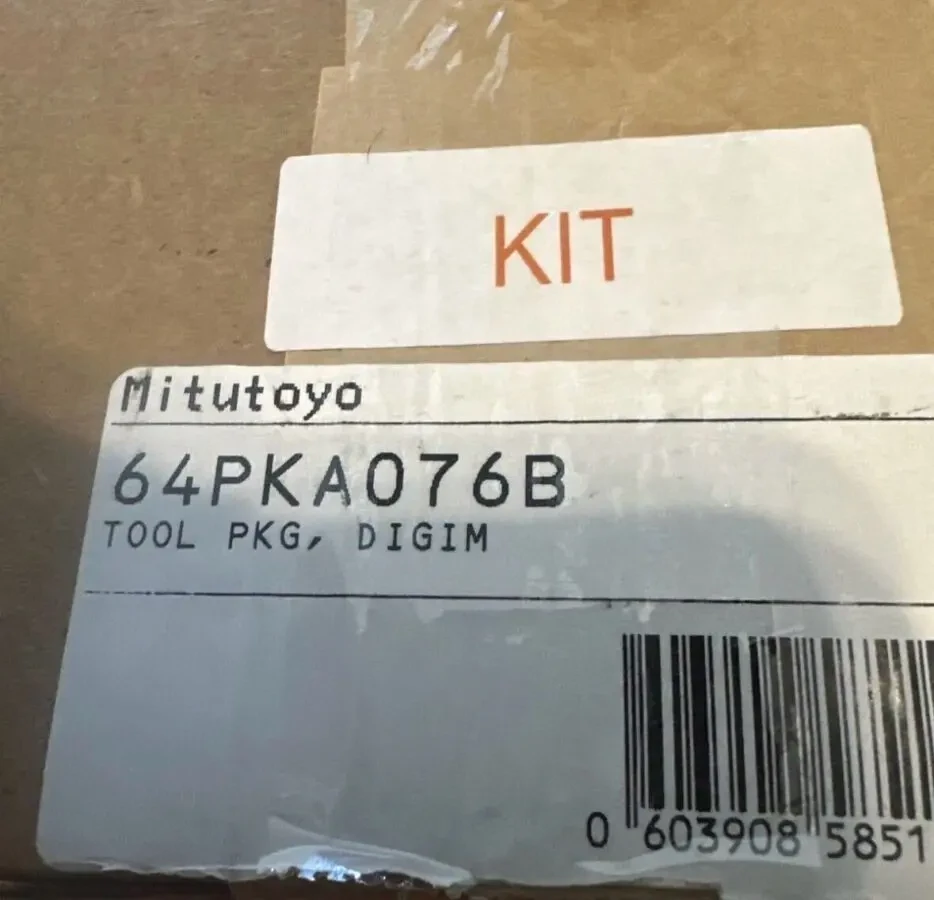 KIT
Mitutoyo
64PKA076B
TOOL PKG, DIGIM
0 603908 5851